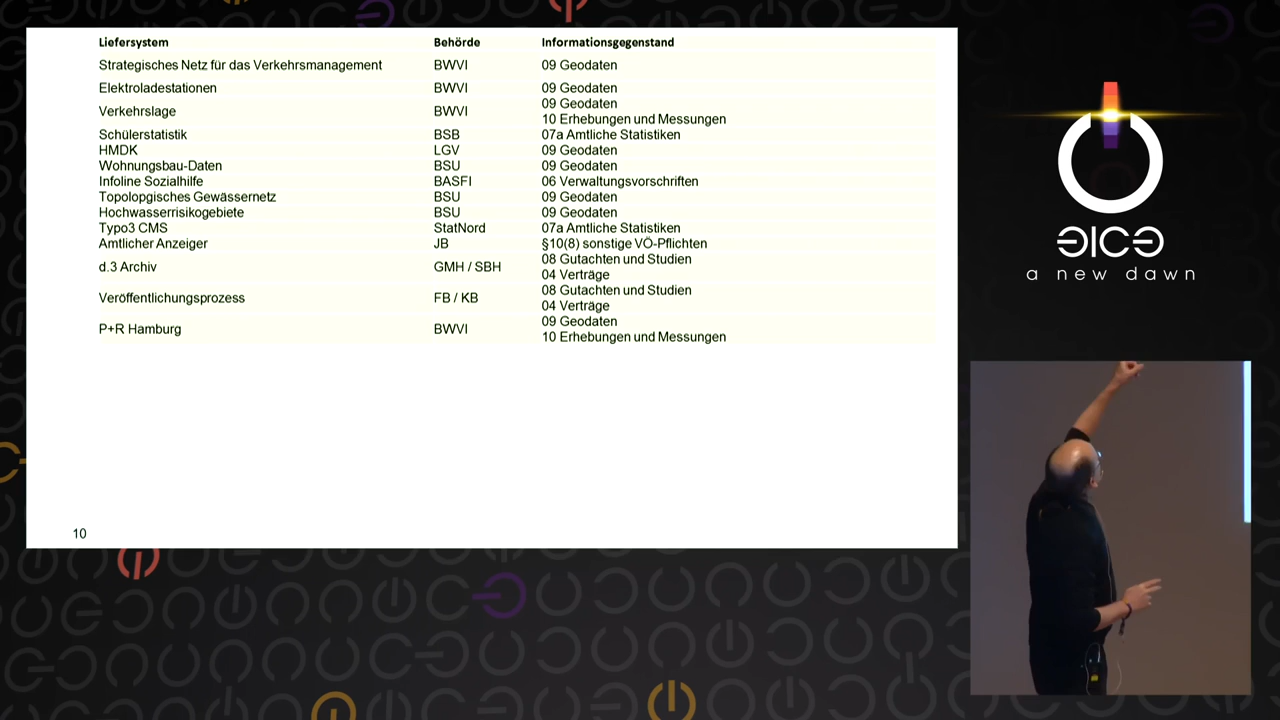 Liefersystem Behörde Informationsgegenstand
Strategisches Netz für das Verkehrsmanagement BWVI 09 Geodaten
Elektroladestationen BWVI 09 Geodaten
Verkehrslage BWVI 09 Geodaten
10 Erhebungen und Messungen
Schülerstatistik BSB 07a Amtliche Statistiken
HMDK LGV 09 Geodaten
Wohnungsbau-Daten BSU 09 Geodaten
Infoline Sozialhilfe BASFI 06 Verwaltungsvorschriften
Topolopgisches Gewässernetz BSU 09 Geodaten
Hochwasserrisikogebiete BSU 09 Geodaten
Typo3 CMS StatNord 07a Amtliche Statistiken
Amtlicher Anzeiger JB §10(8) sonstige VÖ-Pflichten
d.3 Archiv GMH / SBH 08 Gutachten und Studien
04 Verträge
Veröffentlichungsprozess FB / KB 08 Gutachten und Studien
04 Verträge
P+R Hamburg BWVI 09 Geodaten
10 Erhebungen und Messungen
10
a new dawn